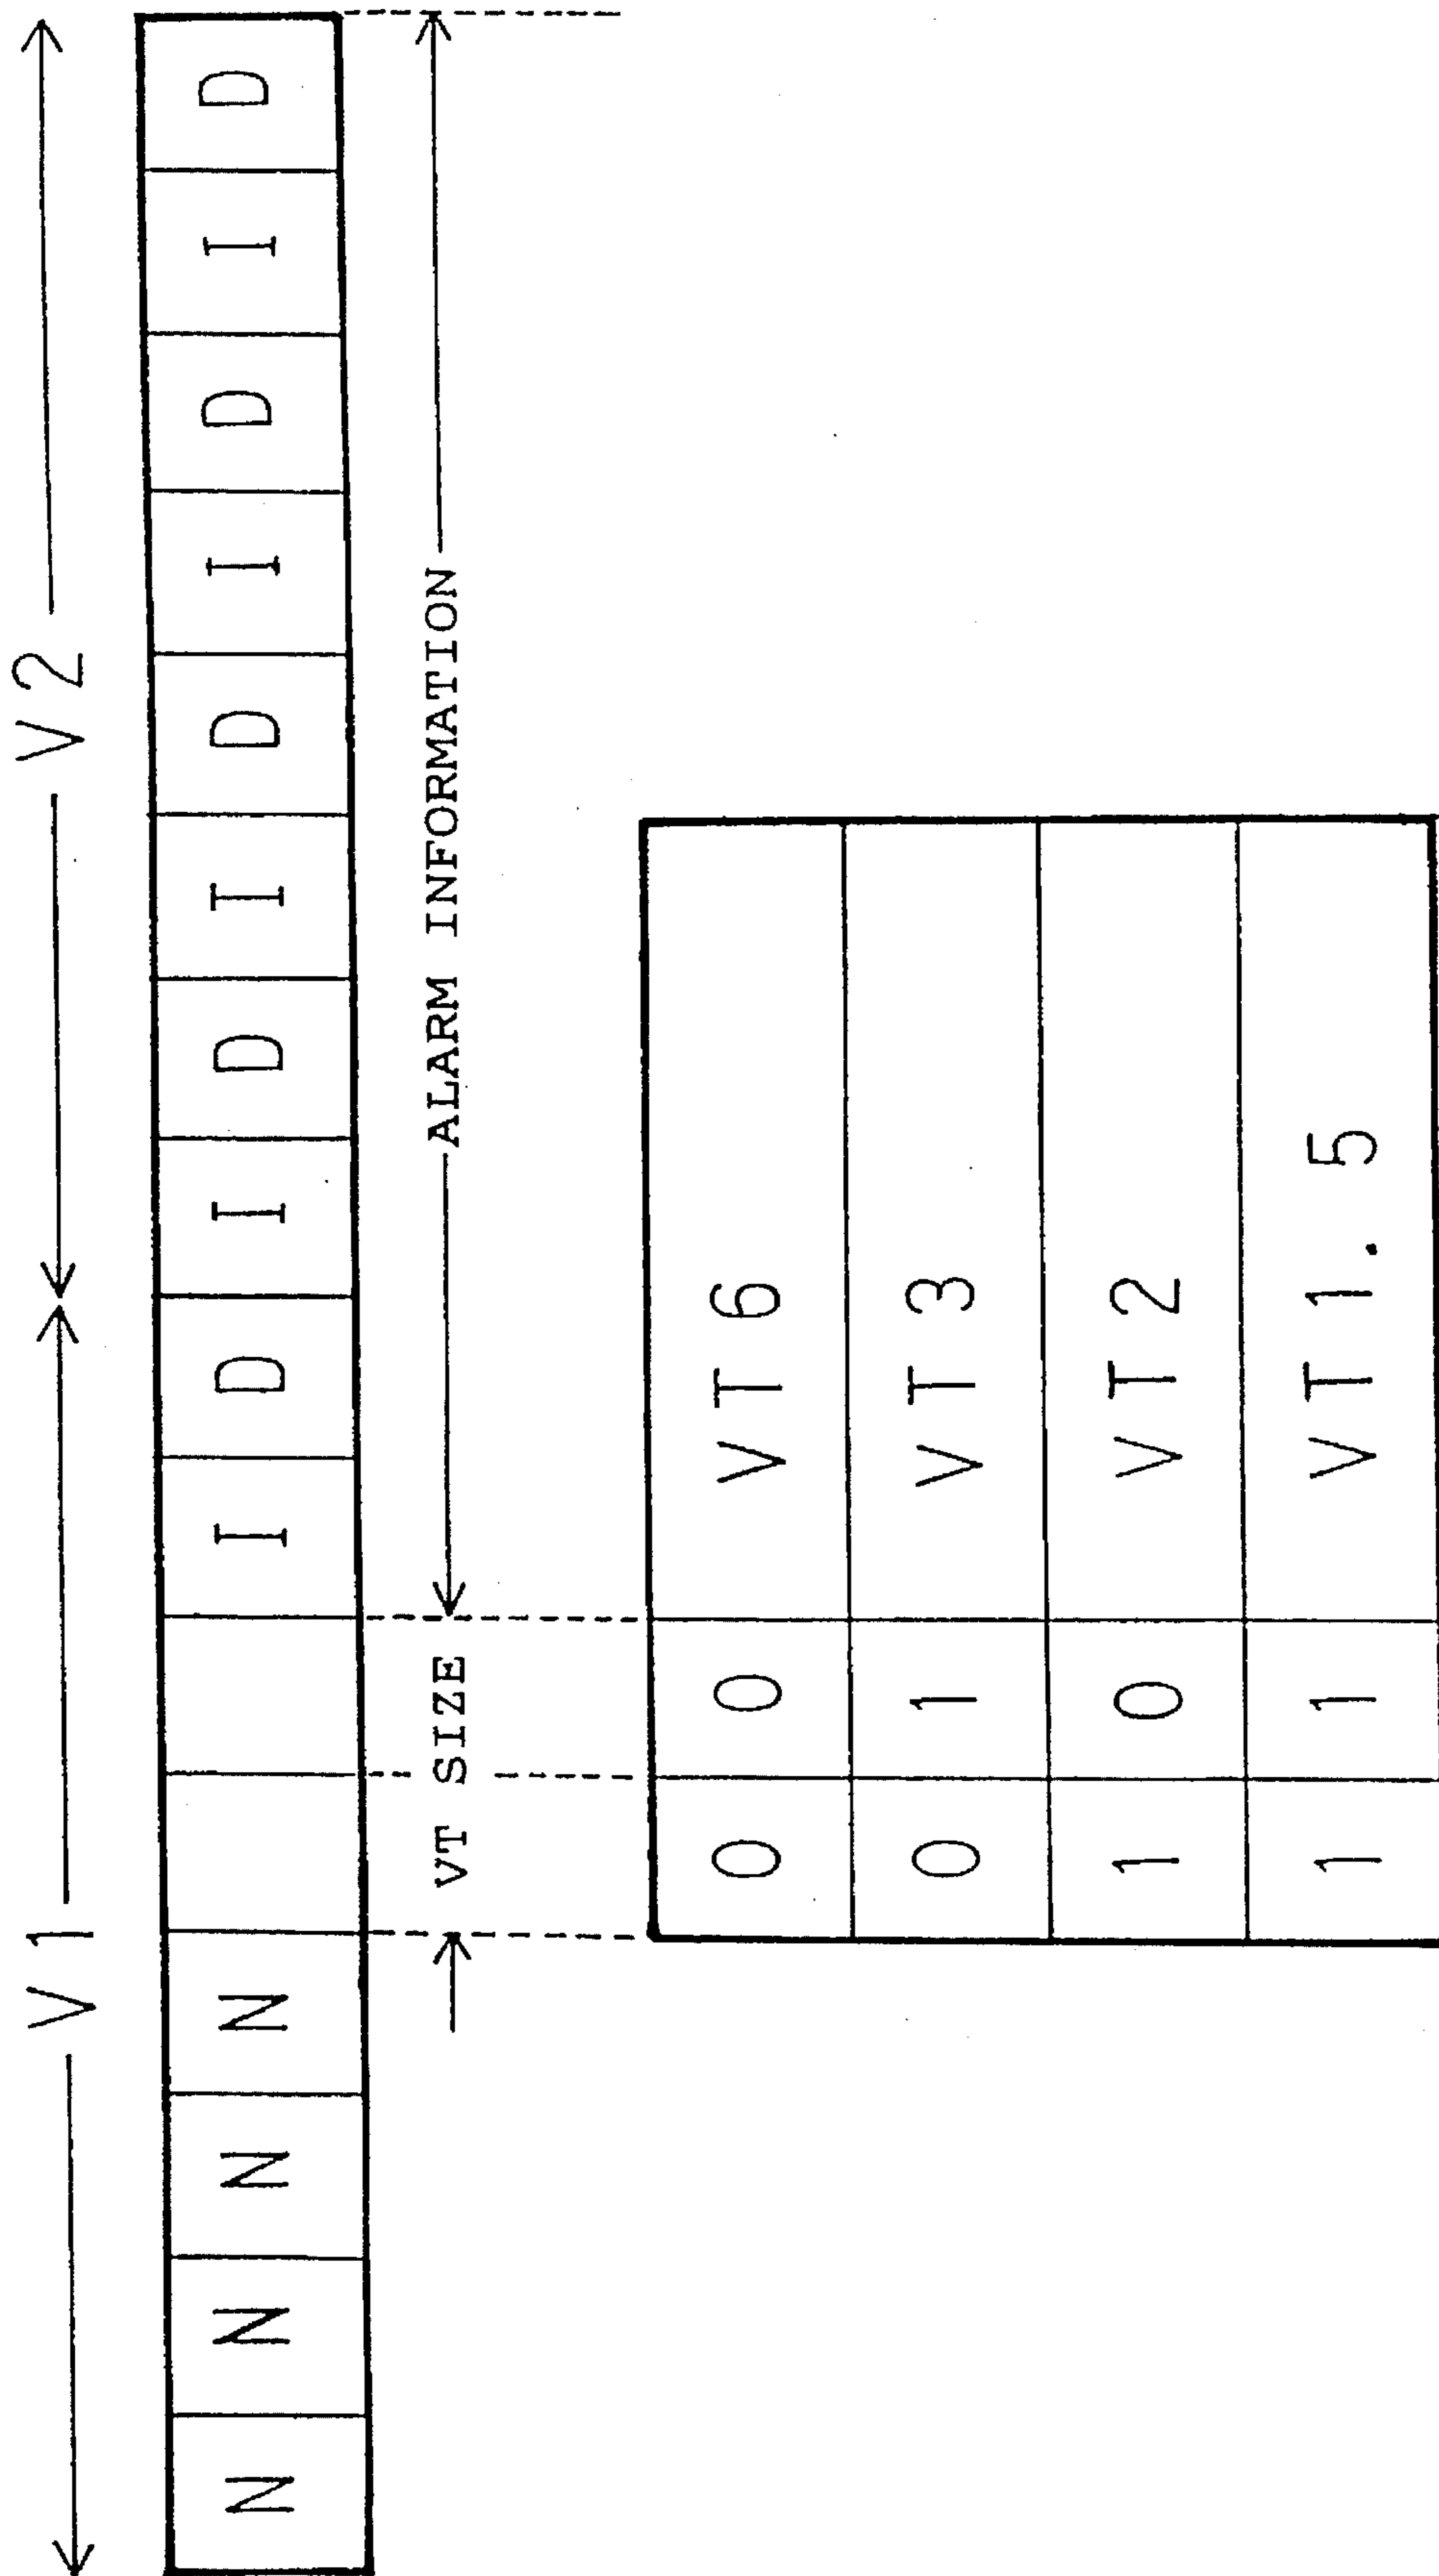 V1 V2
N N N N I D I D I D I D I D
VT SIZE ALARM INFORMATION
0 0 VT6
0 1 VT3
1 0 VT2
1 1 VT1.5